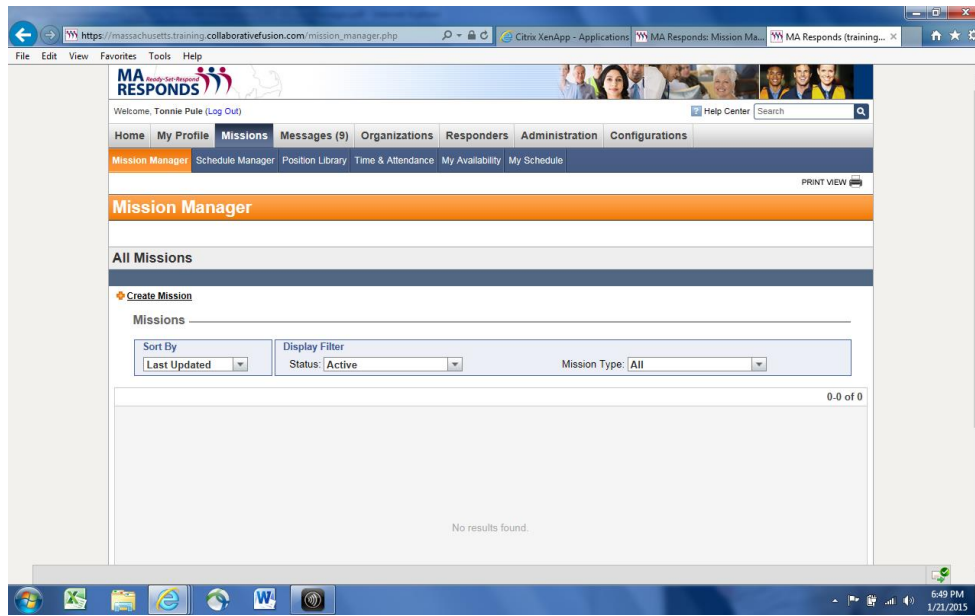 https://massachusetts.training.collaborativefusion.com/mission_manager.php
Citrix XenApp - Applications
MA Responds: Mission Ma...
MA Responds (training...
File Edit View Favorites Tools Help
MA Ready-Set-Respond
RESPONDS
Welcome, Tonnie Pule (Log Out)
Help Center
Search
Home My Profile Missions Messages (9) Organizations Responders Administration Configurations
Mission Manager Schedule Manager Position Library Time & Attendance My Availability My Schedule
PRINT VIEW
Mission Manager
All Missions
Create Mission
Missions
Sort By
Last Updated
Display Filter
Status: Active
Mission Type: All
0-0 of 0
No results found.
6:49 PM
1/21/2015